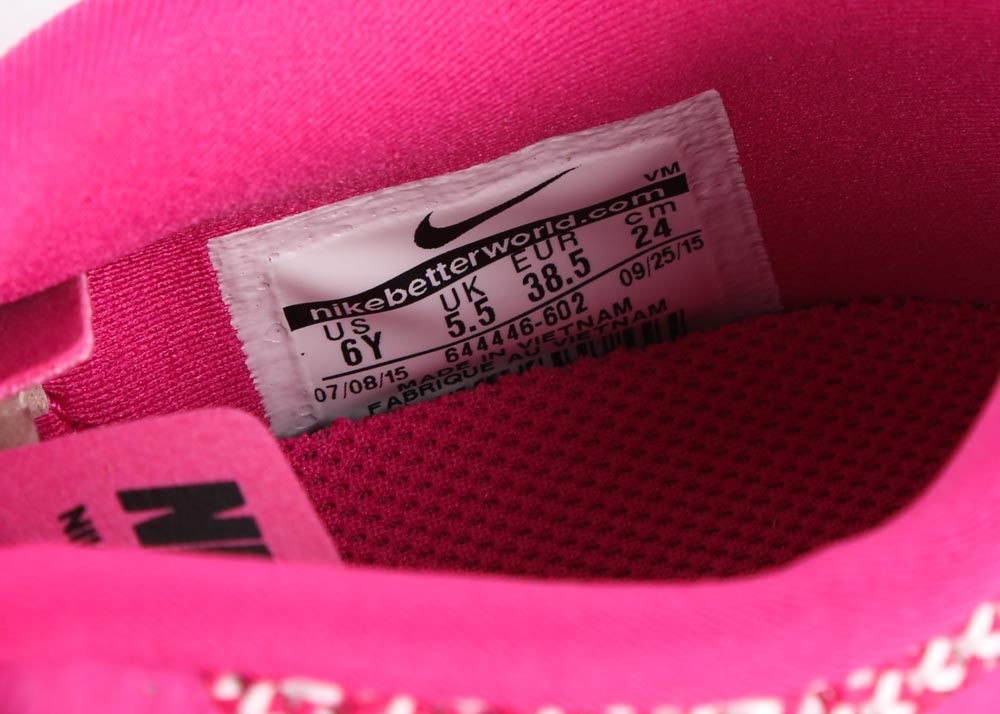 VM
nikebetterworld.com
US UK EUR cm
6Y 5.5 38.5 24
644446-602
07/08/15 09/25/15
MADE IN VIETNAM
FABRIQUE AU VIETNAM